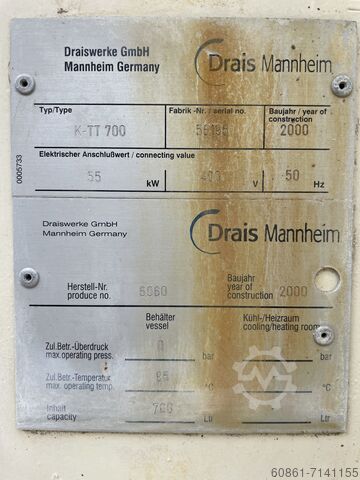 Draiswerke GmbH
Mannheim Germany
Drais Mannheim
Typ/Type
Fabrik-Nr./serial no.
Baujahr / year of construction
K-TT 700
2000
Elektrischer Anschlußwert / connecting value
55 kW
V
50 Hz
0005733
Draiswerke GmbH
Mannheim Germany
Drais Mannheim
Herstell-Nr.
produce no.
Baujahr
year of
construction
2000
Behälter
vessel
Kühl-/Heizraum
cooling/heating room
Zul.Betr.-Überdruck
max.operating press.
0 bar
bar
Zul.Betr.-Temperatur
max.operating temp.
°C
°C
Inhalt
capacity
Ltr
Ltr
60861-7141155